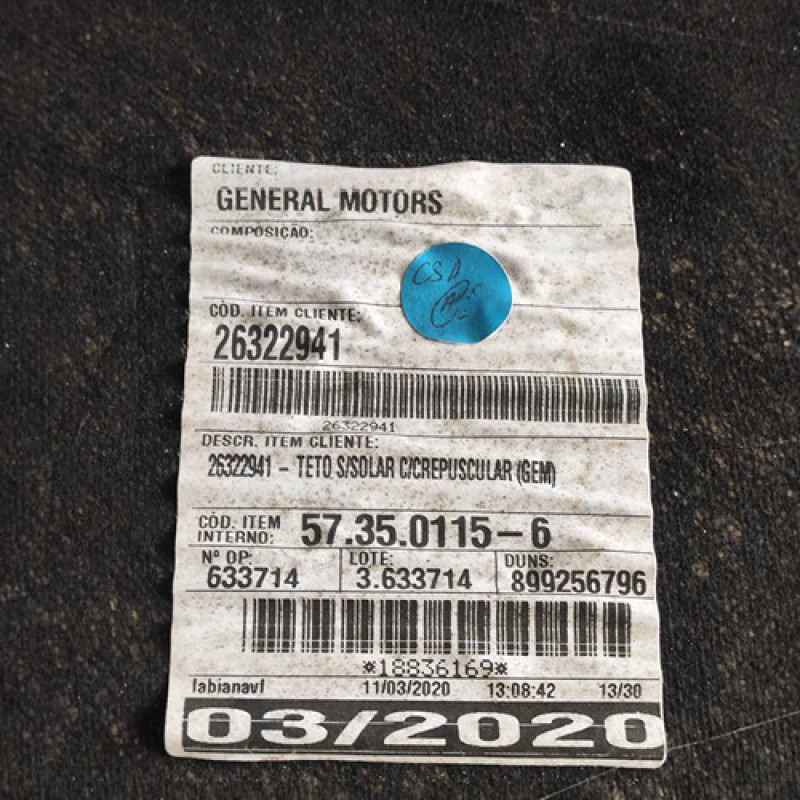 CLIENTE:
GENERAL MOTORS
COMPOSIÇÃO:
CSA
CÓD. ITEM CLIENTE:
26322941
26322941
DESCR. ITEM CLIENTE:
26322941 - TETO S/SOLAR C/CREPUSCULAR (GEM)
CÓD. ITEM INTERNO: 57.35.0115-6
Nº OP: LOTE: DUNS:
633714 3.633714 899256796
*18836169*
fabianavf 11/03/2020 13:08:42 13/30
03/2020